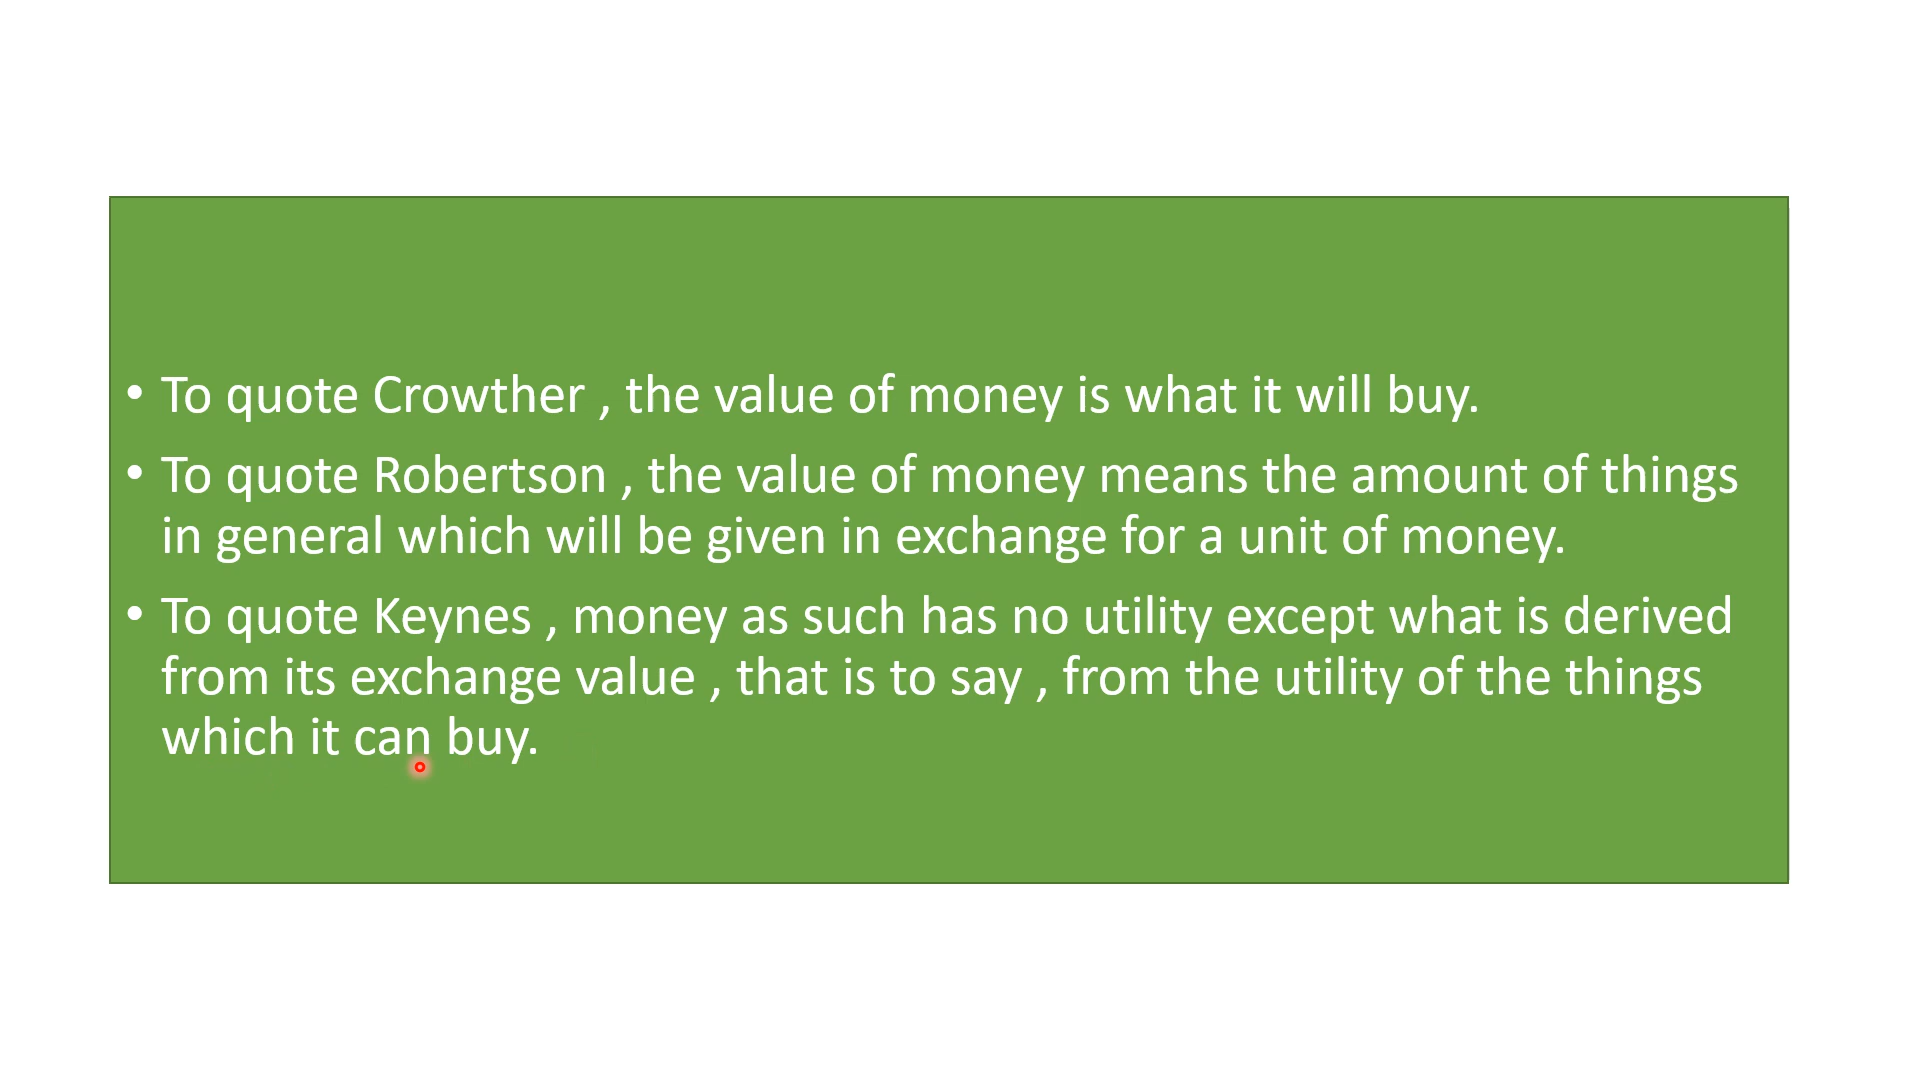 • To quote Crowther , the value of money is what it will buy.
• To quote Robertson , the value of money means the amount of things
in general which will be given in exchange for a unit of money.
• To quote Keynes , money as such has no utility except what is derived
from its exchange value , that is to say , from the utility of the things
which it can buy.